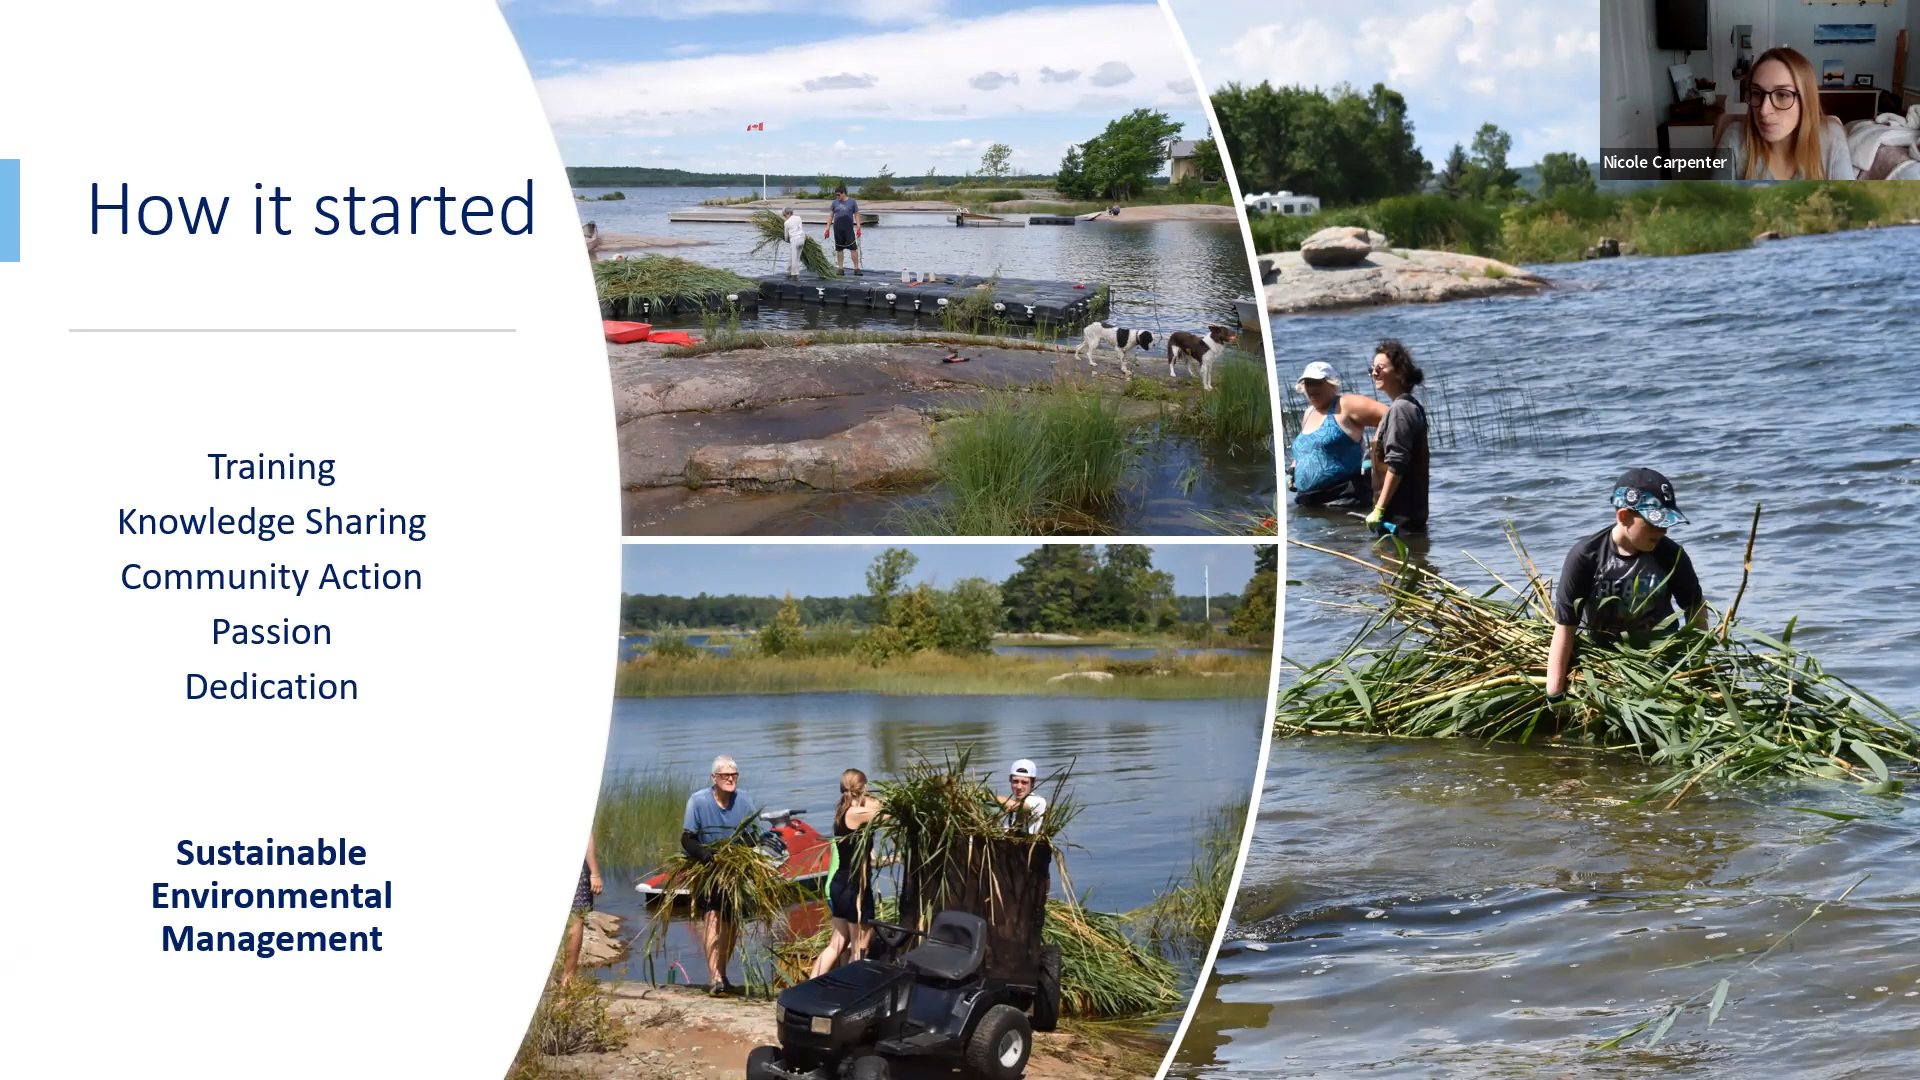 How it started
Training
Knowledge Sharing
Community Action
Passion
Dedication
Sustainable
Environmental
Management
Nicole Carpenter